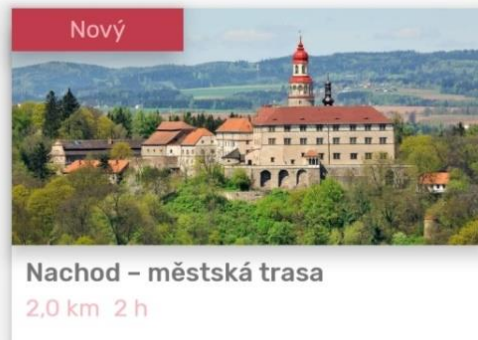 Nový
Nachod – městská trasa
2,0 km 2 h